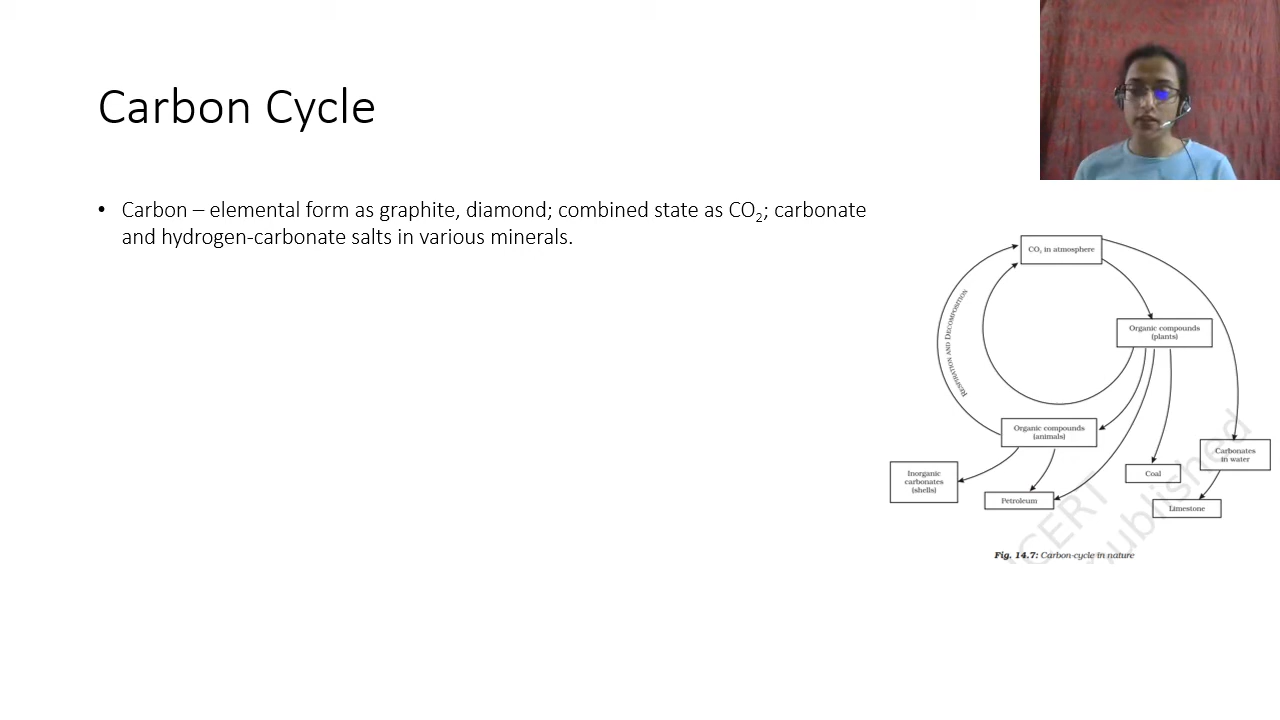 Carbon Cycle
• Carbon – elemental form as graphite, diamond; combined state as CO₂; carbonate
and hydrogen-carbonate salts in various minerals.
CO₂ in atmosphere
RESPIRATION AND DECOMPOSITION
Organic compounds
(plants)
Organic compounds
(animals)
Inorganic
carbonates
(shells)
Petroleum
Coal
Carbonates
in water
Limestone
Fig. 14.7: Carbon-cycle in nature